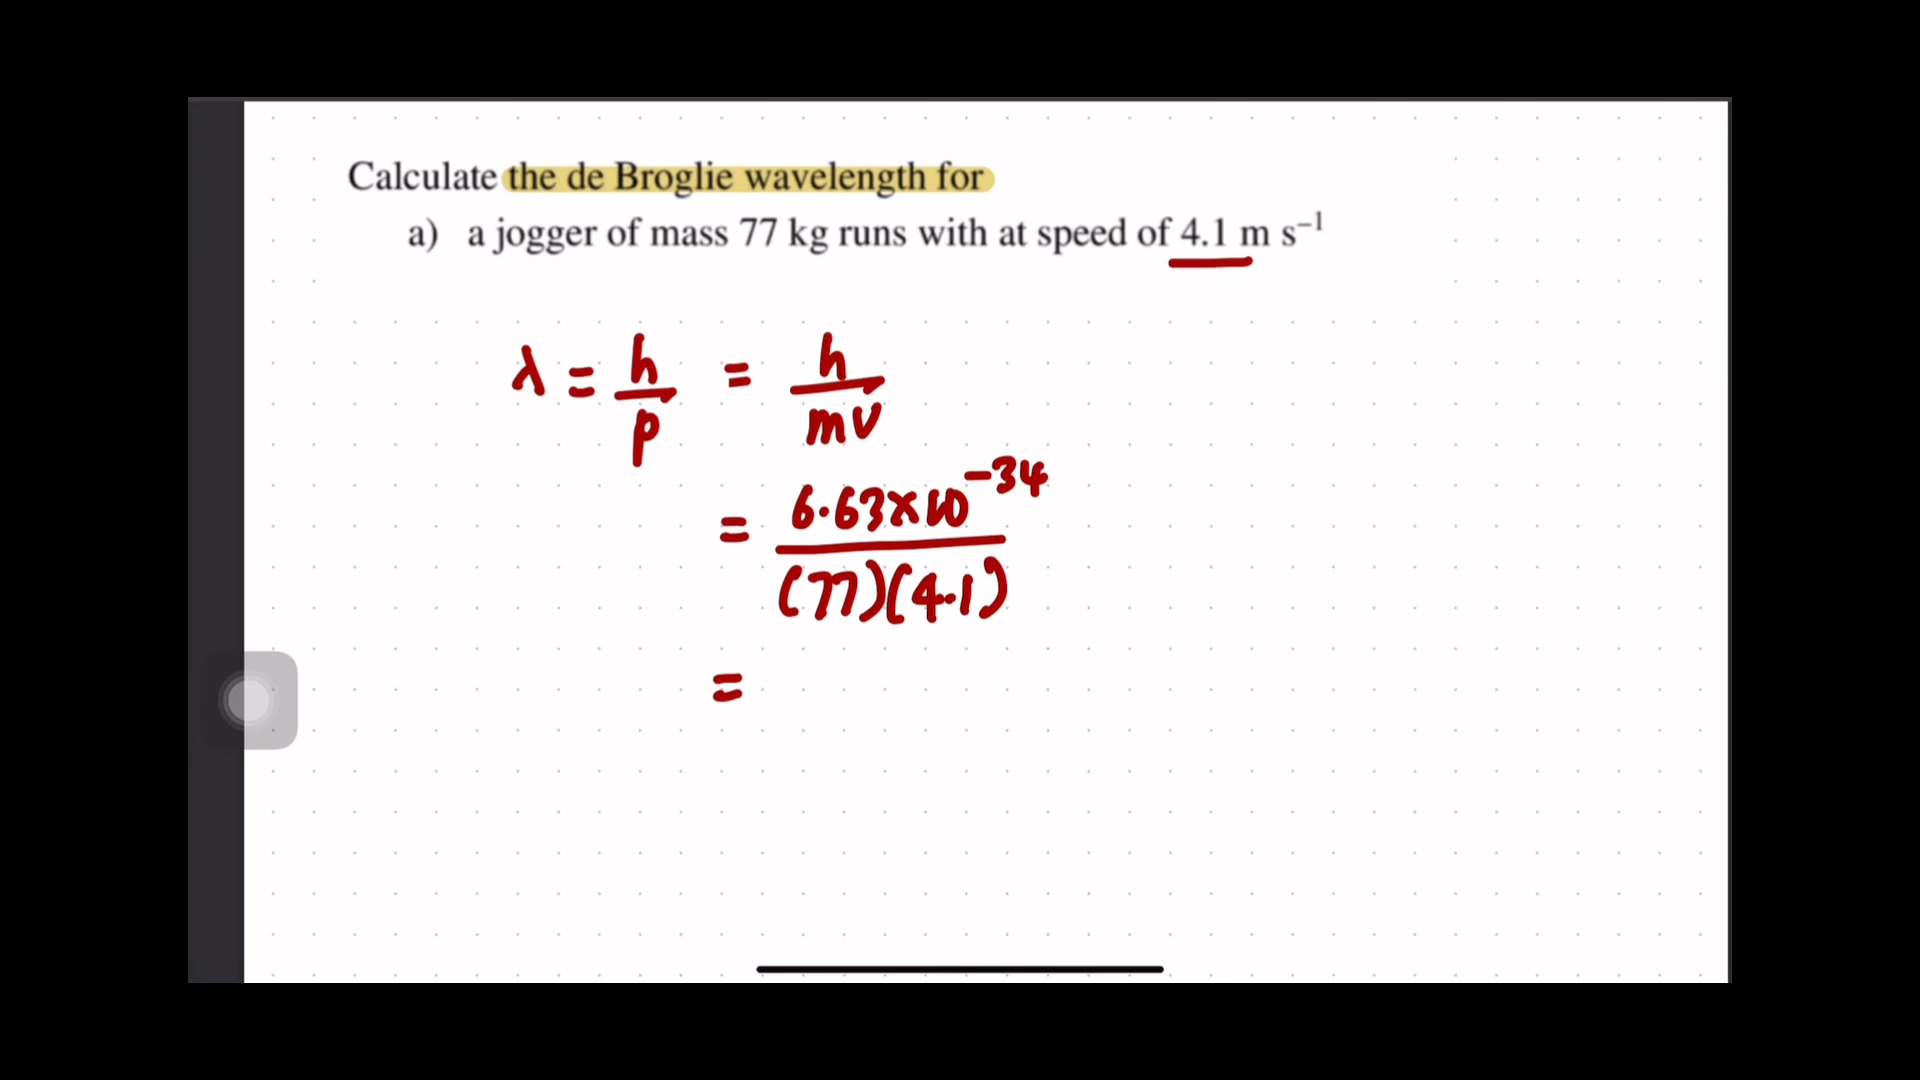 Calculate the de Broglie wavelength for
a) a jogger of mass 77 kg runs with at speed of 4.1 m s⁻¹
λ = h/p = h/mv
= 6.63×10⁻³⁴/(77)(4.1)
=